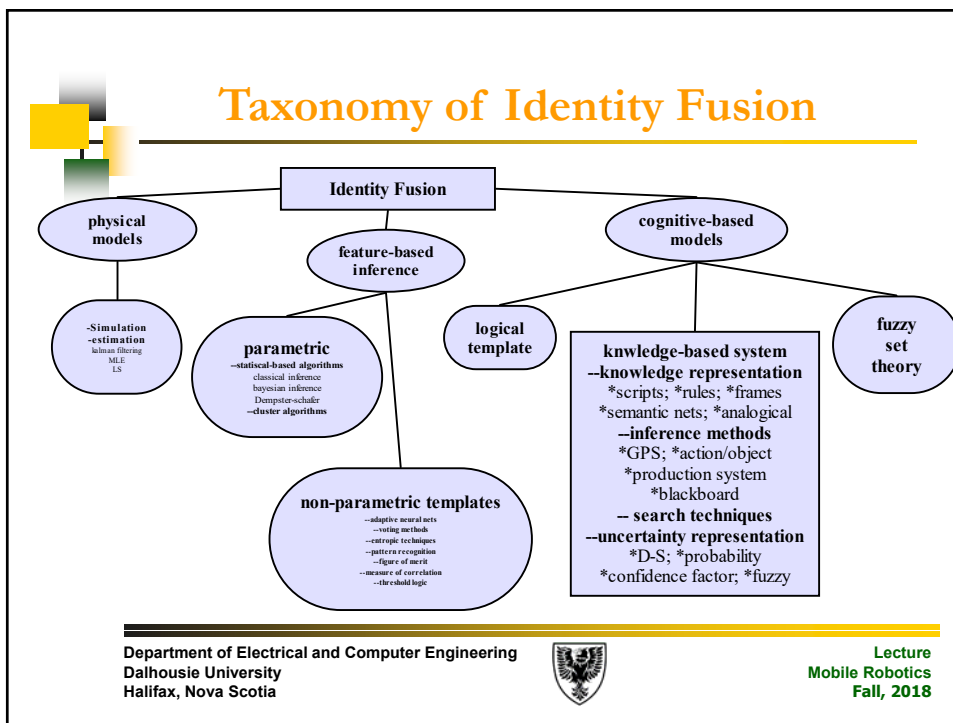 Taxonomy of Identity Fusion
Identity Fusion
physical
models
-Simulation
-estimation
kalman filtering
MLE
LS
feature-based
inference
parametric
--statiscal-based algorithms
classical inference
bayesian inference
Dempster-schafer
--cluster algorithms
non-parametric templates
--adaptive neural nets
--voting methods
--entropic techniques
--pattern recognition
--figure of merit
--measure of correlation
--threshold logic
cognitive-based
models
logical
template
knwledge-based system
--knowledge representation
*scripts; *rules; *frames
*semantic nets; *analogical
--inference methods
*GPS; *action/object
*production system
*blackboard
-- search techniques
--uncertainty representation
*D-S; *probability
*confidence factor; *fuzzy
fuzzy
set
theory
Department of Electrical and Computer Engineering
Dalhousie University
Halifax, Nova Scotia
Lecture
Mobile Robotics
Fall, 2018